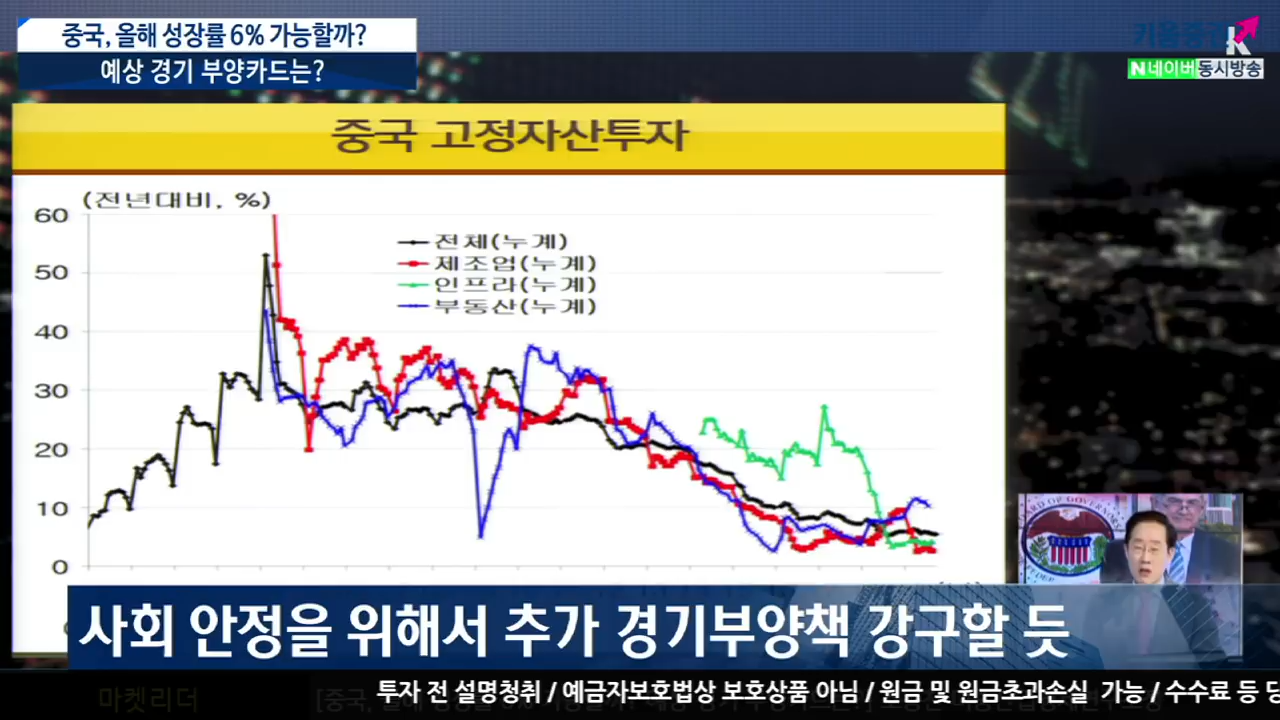 중국, 올해 성장률 6% 가능할까?
예상 경기 부양카드는?
키움증권
K
N 네이버 동시방송
중국 고정자산투자
(전년대비, %)
60
50
40
30
20
10
0
전체(누계)
제조업(누계)
인프라(누계)
부동산(누계)
사회 안정을 위해서 추가 경기부양책 강구할 듯
마켓리더
투자 전 설명청취 / 예금자보호법상 보호상품 아님 / 원금 및 원금초과손실 가능 / 수수료 등 당